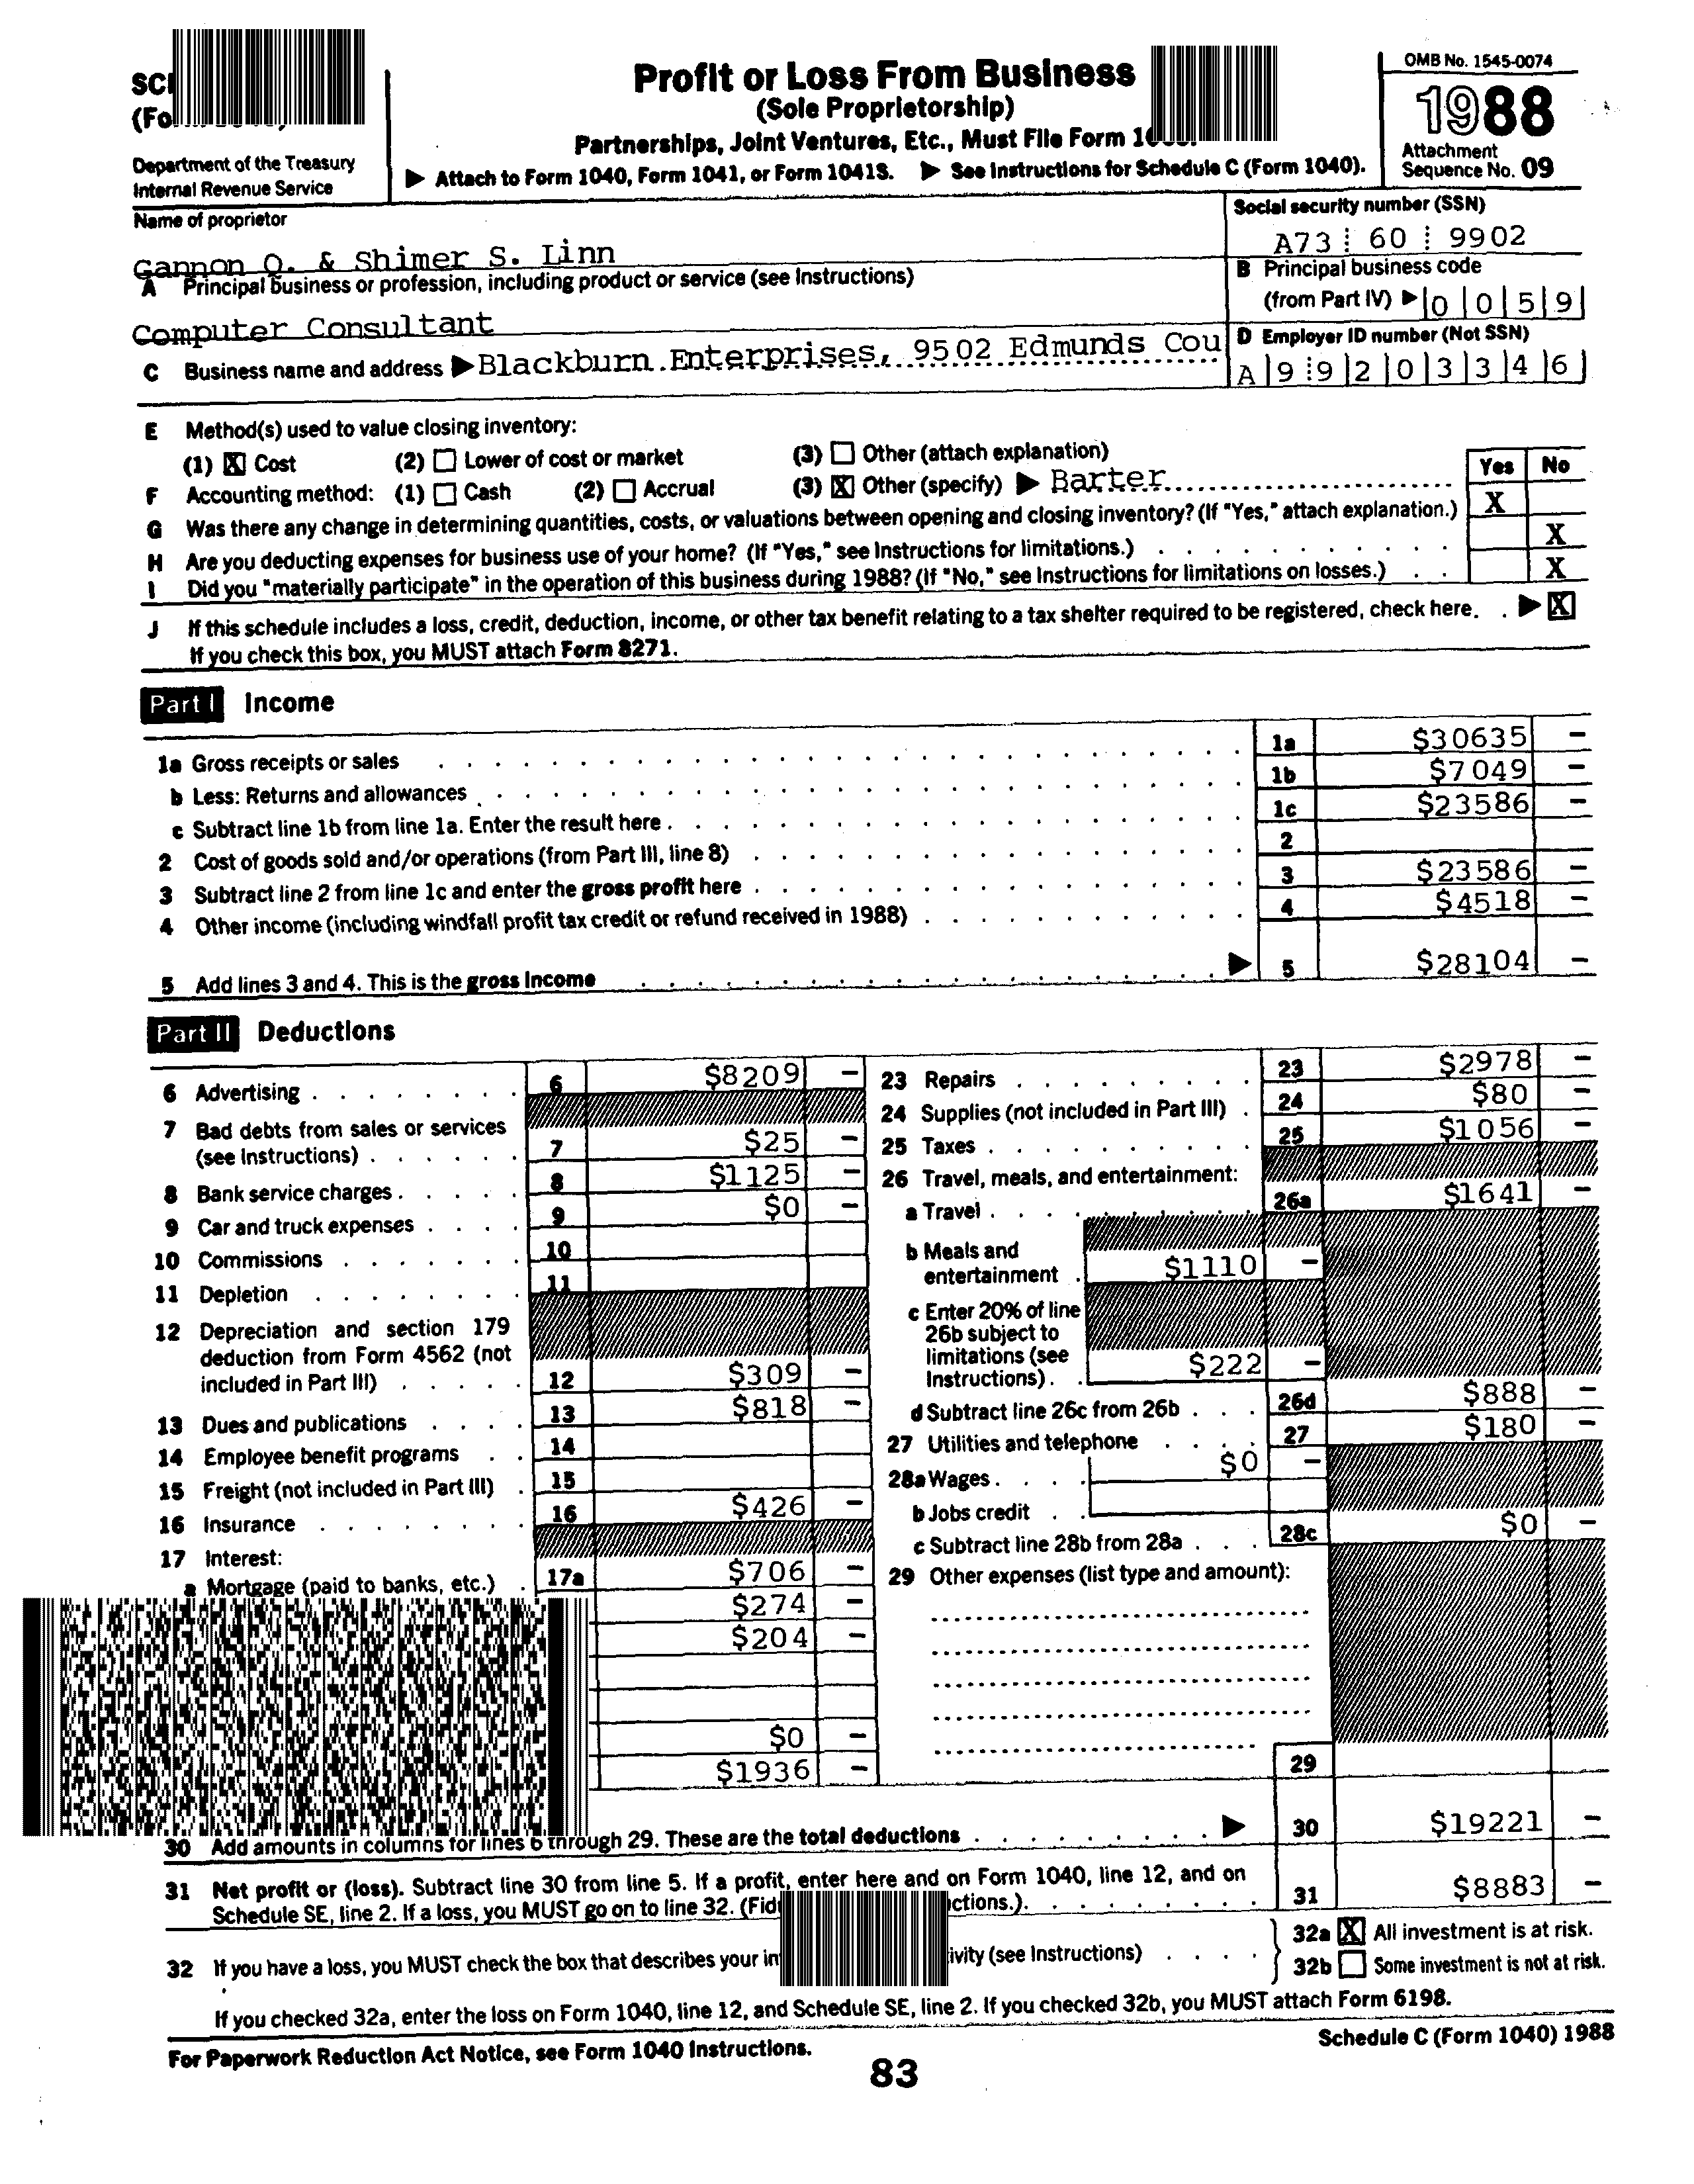 Profit or Loss From Business
(Sole Proprietorship)
Partnerships, Joint Ventures, Etc., Must File Form
▶ Attach to Form 1040, Form 1041, or Form 1041S. ▶ See Instructions for Schedule C (Form 1040).
OMB No. 1545-0074
1988
Attachment
Sequence No. 09
Department of the Treasury
Internal Revenue Service
Name of proprietor
Gannon Q. & Shimer S. Linn
Social security number (SSN)
A73 60 9902
A Principal business or profession, including product or service (see Instructions)
Computer Consultant
B Principal business code
(from Part IV) ▶ 0 0 5 9
C Business name and address ▶ Blackburn Enterprises, 9502 Edmunds Cou
D Employer ID number (Not SSN)
A 9 9 2 0 3 3 4 6
E Method(s) used to value closing inventory:
(1) [X] Cost (2) [ ] Lower of cost or market (3) [ ] Other (attach explanation)
Yes No
F Accounting method: (1) [ ] Cash (2) [ ] Accrual (3) [X] Other (specify) ▶ Barter
G Was there any change in determining quantities, costs, or valuations between opening and closing inventory? (If "Yes," attach explanation.) X
H Are you deducting expenses for business use of your home? (If "Yes," see Instructions for limitations.) X
I Did you "materially participate" in the operation of this business during 1988? (If "No," see Instructions for limitations on losses.) X
J If this schedule includes a loss, credit, deduction, income, or other tax benefit relating to a tax shelter required to be registered, check here. ▶ [X]
If you check this box, you MUST attach Form 8271.
Part I Income
1a Gross receipts or sales 1a $30635 –
b Less: Returns and allowances 1b $7049 –
c Subtract line 1b from line 1a. Enter the result here 1c $23586 –
2 Cost of goods sold and/or operations (from Part III, line 8) 2
3 Subtract line 2 from line 1c and enter the gross profit here 3 $23586 –
4 Other income (including windfall profit tax credit or refund received in 1988) 4 $4518 –
5 Add lines 3 and 4. This is the gross income ▶ 5 $28104 –
Part II Deductions
6 Advertising 6 $8209 –
7 Bad debts from sales or services
(see Instructions) 7 $25 –
8 Bank service charges 8 $1125 –
9 Car and truck expenses 9 $0 –
10 Commissions 10
11 Depletion 11
12 Depreciation and section 179
deduction from Form 4562 (not
included in Part III) 12 $309 –
13 Dues and publications 13 $818 –
14 Employee benefit programs 14
15 Freight (not included in Part III) 15
16 Insurance 16 $426 –
17 Interest:
a Mortgage (paid to banks, etc.) 17a $706 –
$274 –
$204 –
$0 –
$1936 –
23 Repairs 23 $2978 –
24 Supplies (not included in Part III) 24 $80 –
25 Taxes 25 $1056 –
26 Travel, meals, and entertainment:
a Travel 26a $1641 –
b Meals and
entertainment $1110 –
c Enter 20% of line
26b subject to
limitations (see
Instructions) $222 –
d Subtract line 26c from 26b 26d $888 –
27 Utilities and telephone 27 $180 –
28a Wages $0 –
b Jobs credit
c Subtract line 28b from 28a 28c $0 –
29 Other expenses (list type and amount):
29
30 Add amounts in columns for lines 6 through 29. These are the total deductions ▶ 30 $19221 –
31 Net profit or (loss). Subtract line 30 from line 5. If a profit, enter here and on Form 1040, line 12, and on
Schedule SE, line 2. If a loss, you MUST go on to line 32. 31 $8883 –
32 If you have a loss, you MUST check the box that describes your (see Instructions)
32a [X] All investment is at risk.
32b [ ] Some investment is not at risk.
If you checked 32a, enter the loss on Form 1040, line 12, and Schedule SE, line 2. If you checked 32b, you MUST attach Form 6198.
For Paperwork Reduction Act Notice, see Form 1040 Instructions.
Schedule C (Form 1040) 1988
83